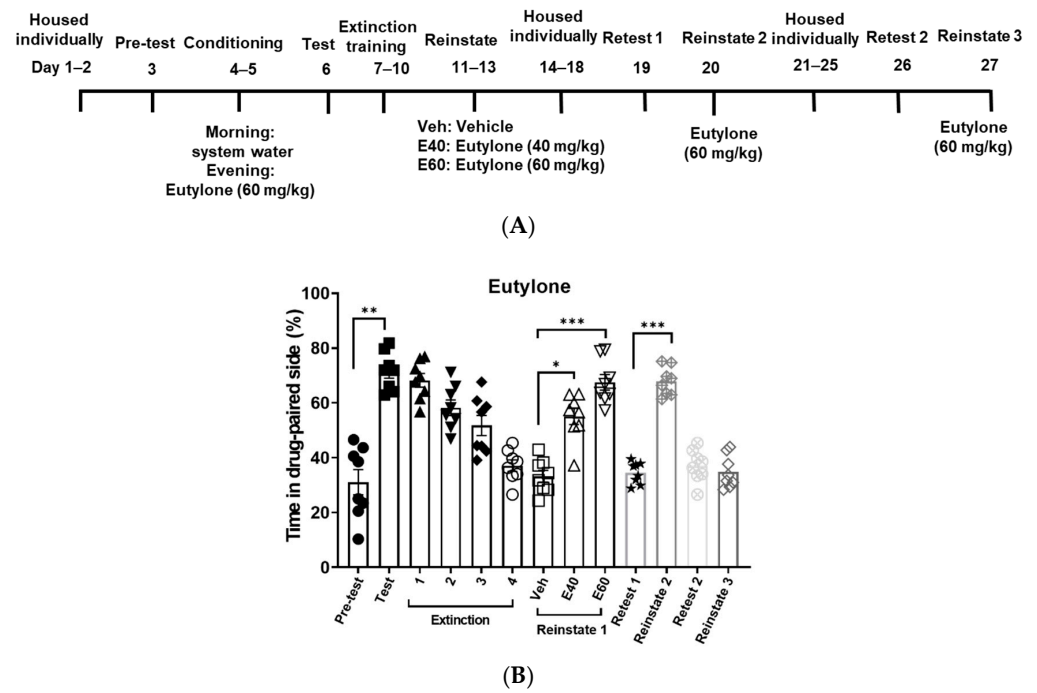 Housed individually
Pre-test
Conditioning
Test
Extinction training
Reinstate
Housed individually
Retest 1
Reinstate 2
Housed individually
Retest 2
Reinstate 3
Day 1–2
3
4–5
6
7–10
11–13
14–18
19
20
21–25
26
27
Morning:
system water
Evening:
Eutylone (60 mg/kg)
Veh: Vehicle
E40: Eutylone (40 mg/kg)
E60: Eutylone (60 mg/kg)
Eutylone
(60 mg/kg)
Eutylone
(60 mg/kg)
(A)
Eutylone
Time in drug-paired side (%)
100
80
60
40
20
0
**
***
*
***
Pre-test
Test
1
2
3
4
Veh
E40
E60
Retest 1
Reinstate 2
Retest 2
Reinstate 3
Extinction
Reinstate 1
(B)